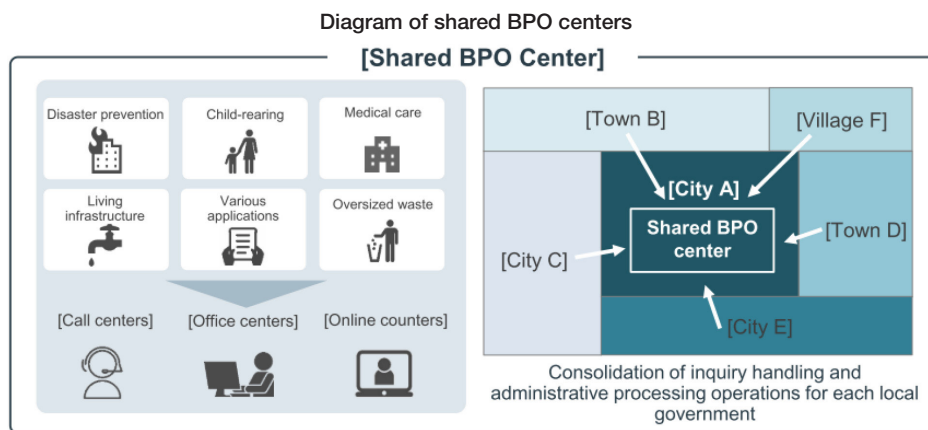 Diagram of shared BPO centers
[Shared BPO Center]
Disaster prevention
Child-rearing
Medical care
Living
infrastructure
Various
applications
Oversized waste
[Call centers]
[Office centers]
[Online counters]
[Town B]
[Village F]
[City A]
Shared BPO
center
[City C]
[Town D]
[City E]
Consolidation of inquiry handling and
administrative processing operations for each local
government